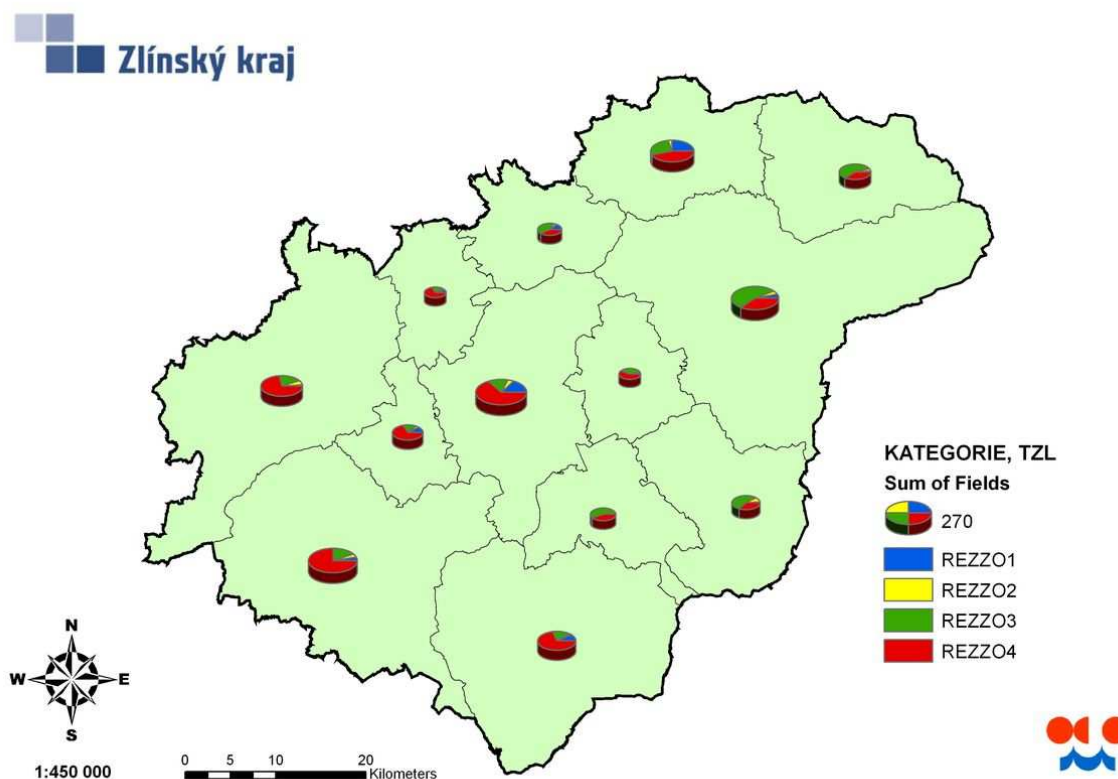 Zlínský kraj
KATEGORIE, TZL
Sum of Fields
270
REZZO1
REZZO2
REZZO3
REZZO4
N
W E
S
1:450 000
0 5 10 20
Kilometers